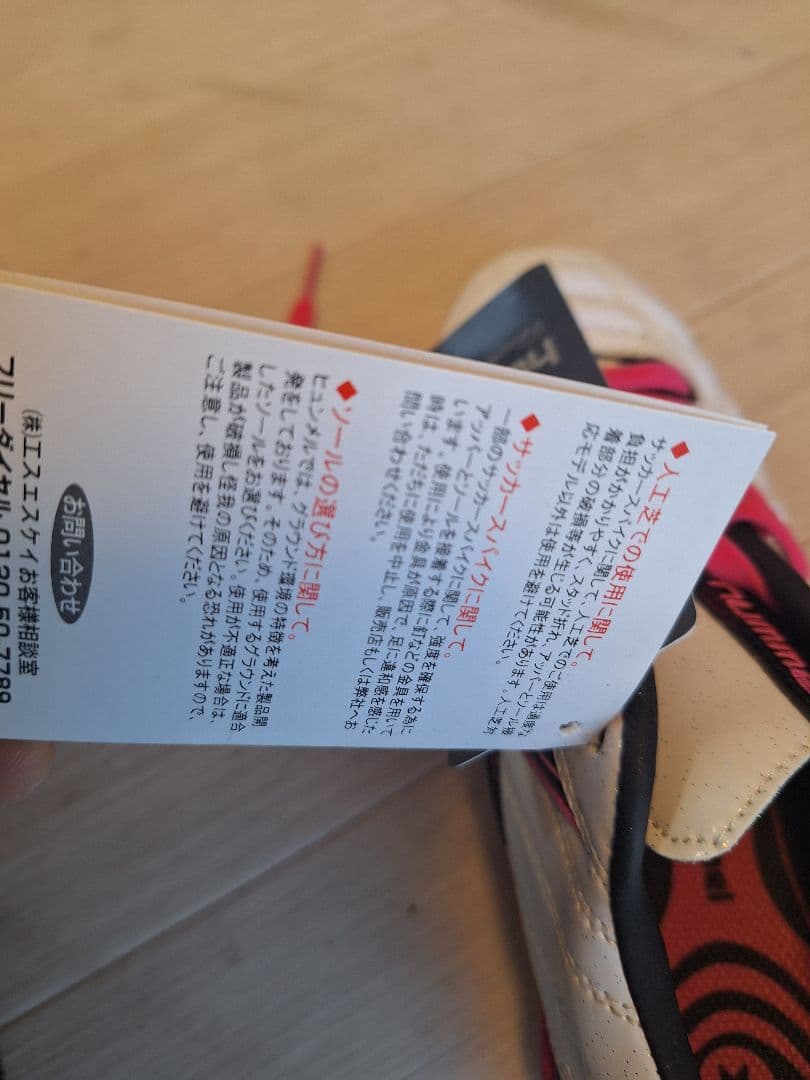 ◆人工芝での使用に関して。
サッカースパイクに関して、人工芝でのご使用は過度な
負担がかかりやすく、スタッド折れ、アッパーとソール接
着部分の破損等が生じる可能性があります。人工芝対
応モデル以外は使用を避けてください。
◆サッカースパイクに関して。
一部のサッカースパイクに関して、強度を確保する為に
アッパーとソールを接着する際に釘などの金具を用いて
います。使用により金具が原因で、足に違和感を感じた
時は、ただちに使用を中止し、販売店もしくは弊社へお
問い合わせください。
◆ソールの選び方に関して。
ヒュンメルでは、グラウンド環境の特徴を考えた製品開
発をしております。そのため、使用するグラウンドに適合
したソールをお選びください。使用が不適正な場合は、
製品が破損し怪我の原因となる恐れがありますので、
ご注意し、使用を避けてください。
お問い合わせ
(株)エスエスケイ お客様相談室
フリーダイヤル 0120-50-7789